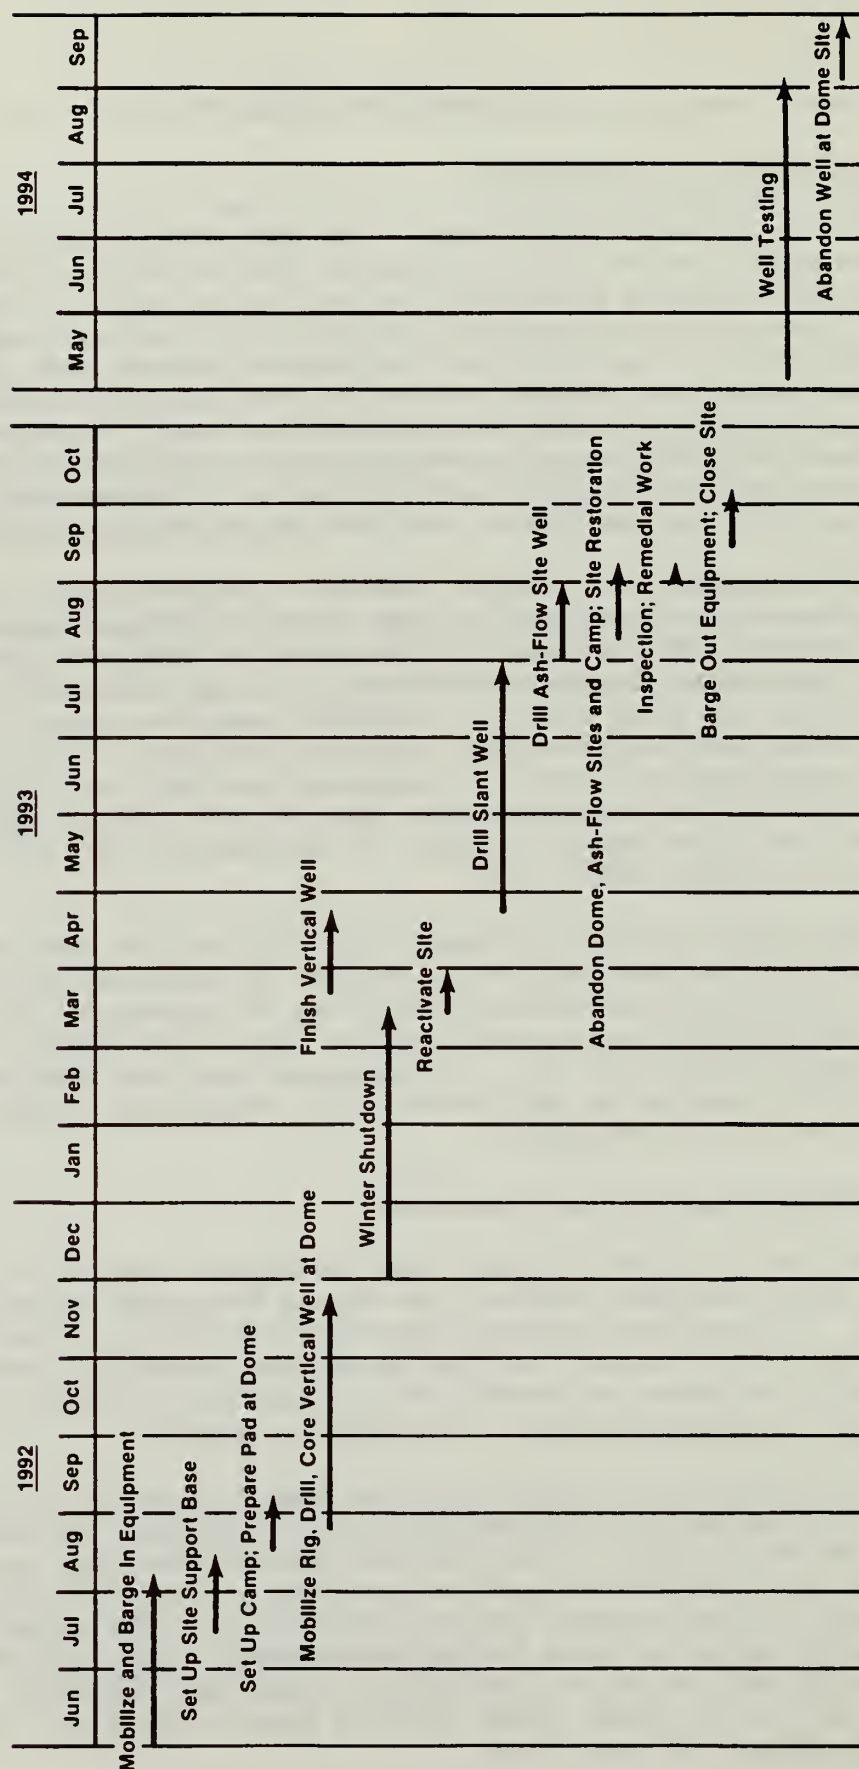 1992
1993
1994
Jun
Jul
Aug
Sep
Oct
Nov
Dec
Jan
Feb
Mar
Apr
May
Jun
Jul
Aug
Sep
Oct
May
Jun
Jul
Aug
Sep
Mobilize and Barge In Equipment
Set Up Site Support Base
Set Up Camp; Prepare Pad at Dome
Mobilize Rig, Drill, Core Vertical Well at Dome
Finish Vertical Well
Winter Shutdown
Reactivate Site
Drill Slant Well
Drill Ash-Flow Site Well
Abandon Dome, Ash-Flow Sites and Camp; Site Restoration
Inspection; Remedial Work
Barge Out Equipment; Close Site
Well Testing
Abandon Well at Dome Site